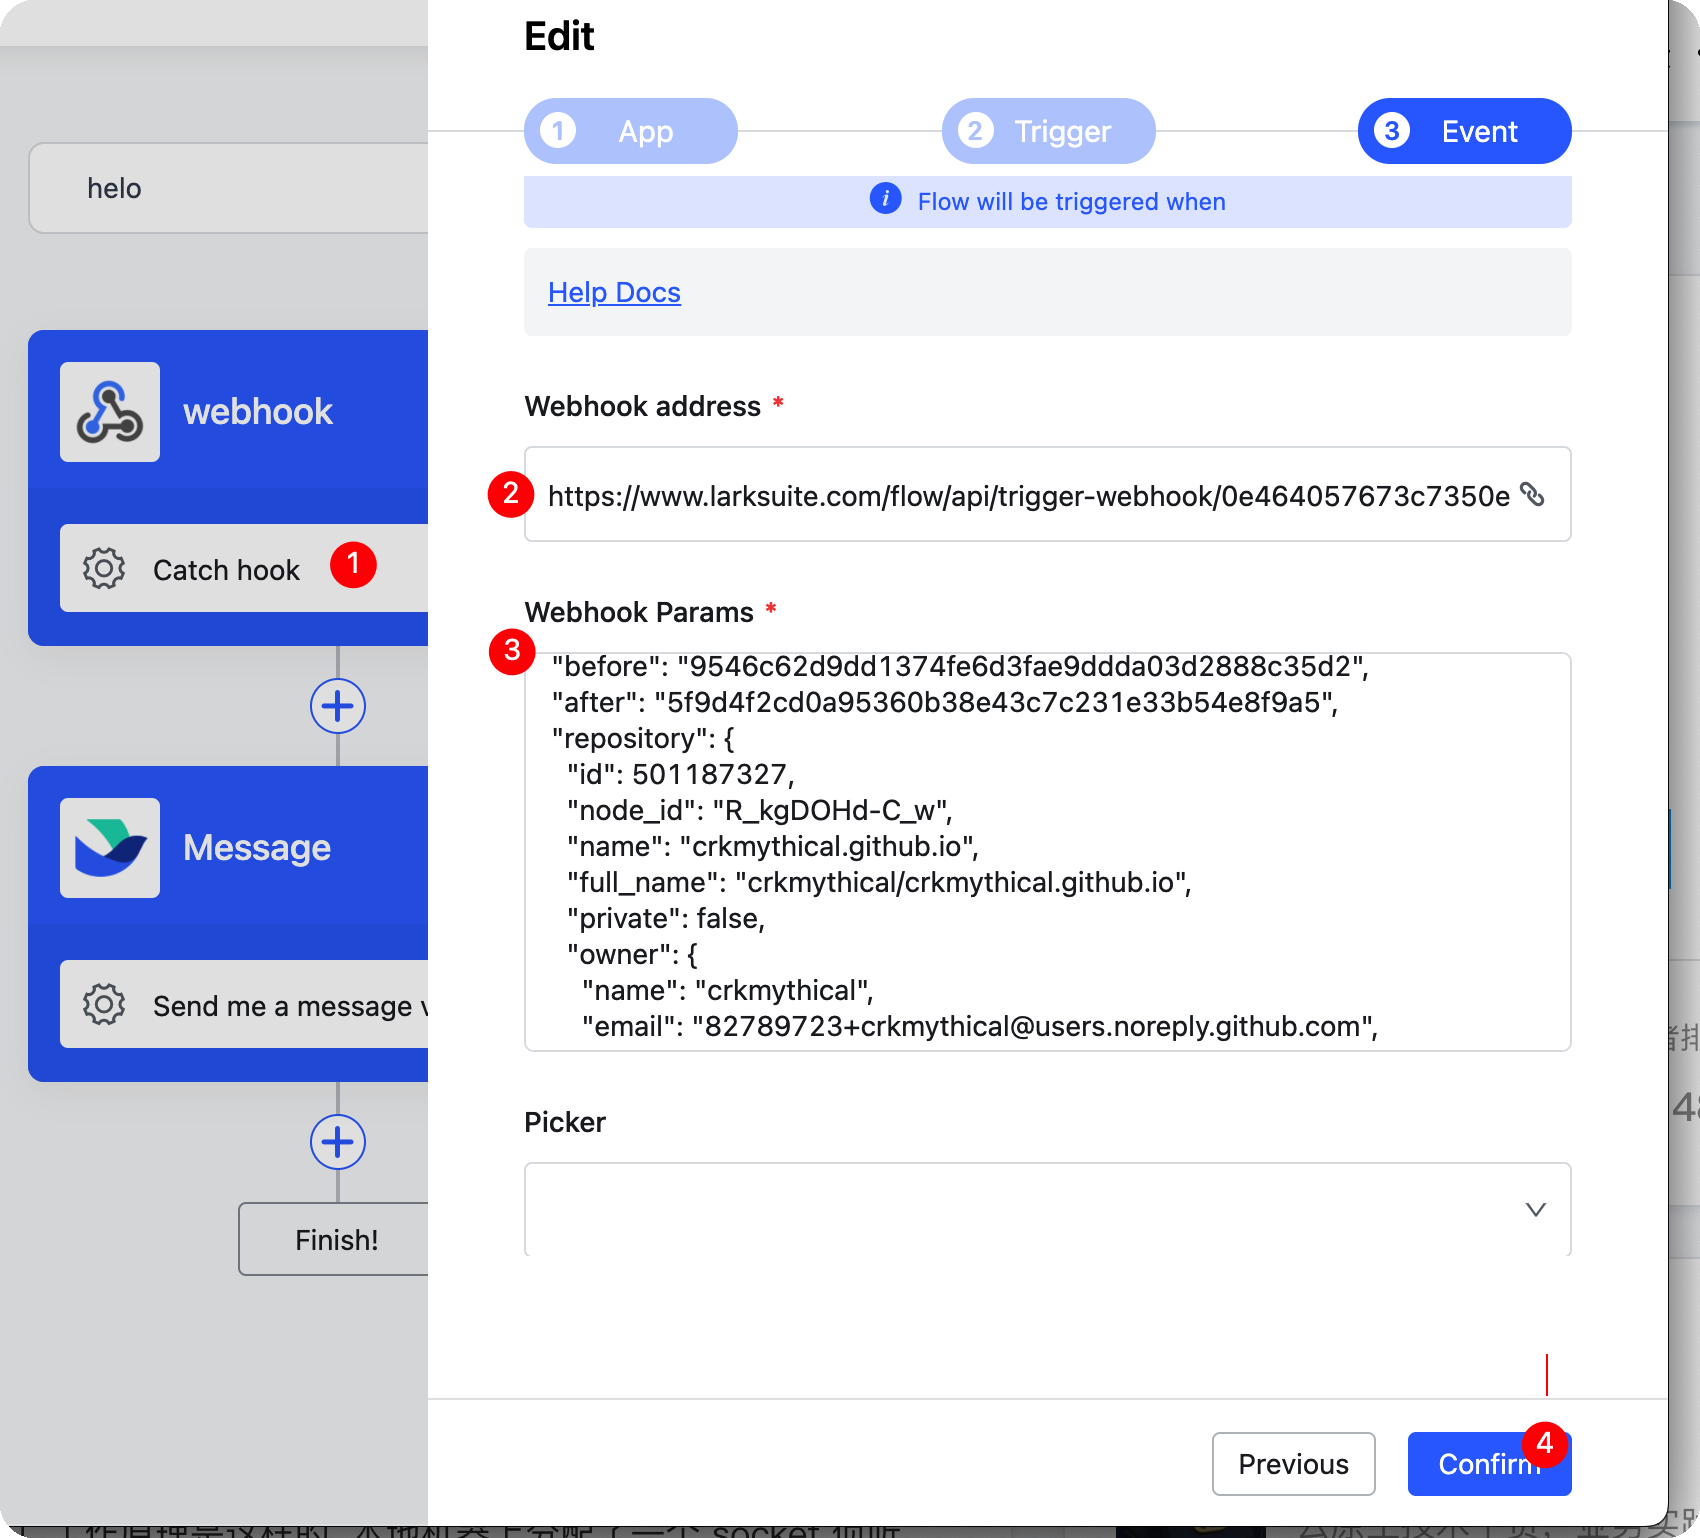 Edit
1 App
2 Trigger
3 Event
i Flow will be triggered when
Help Docs
helo
webhook
Catch hook 1
Message
Send me a message
Finish!
Webhook address *
2 https://www.larksuite.com/flow/api/trigger-webhook/0e464057673c7350e
Webhook Params *
3
"before": "9546c62d9dd1374fe6d3fae9ddda03d2888c35d2",
"after": "5f9d4f2cd0a95360b38e43c7c231e33b54e8f9a5",
"repository": {
"id": 501187327,
"node_id": "R_kgDOHd-C_w",
"name": "crkmythical.github.io",
"full_name": "crkmythical/crkmythical.github.io",
"private": false,
"owner": {
"name": "crkmythical",
"email": "82789723+crkmythical@users.noreply.github.com",
Picker
Previous
Confirm 4